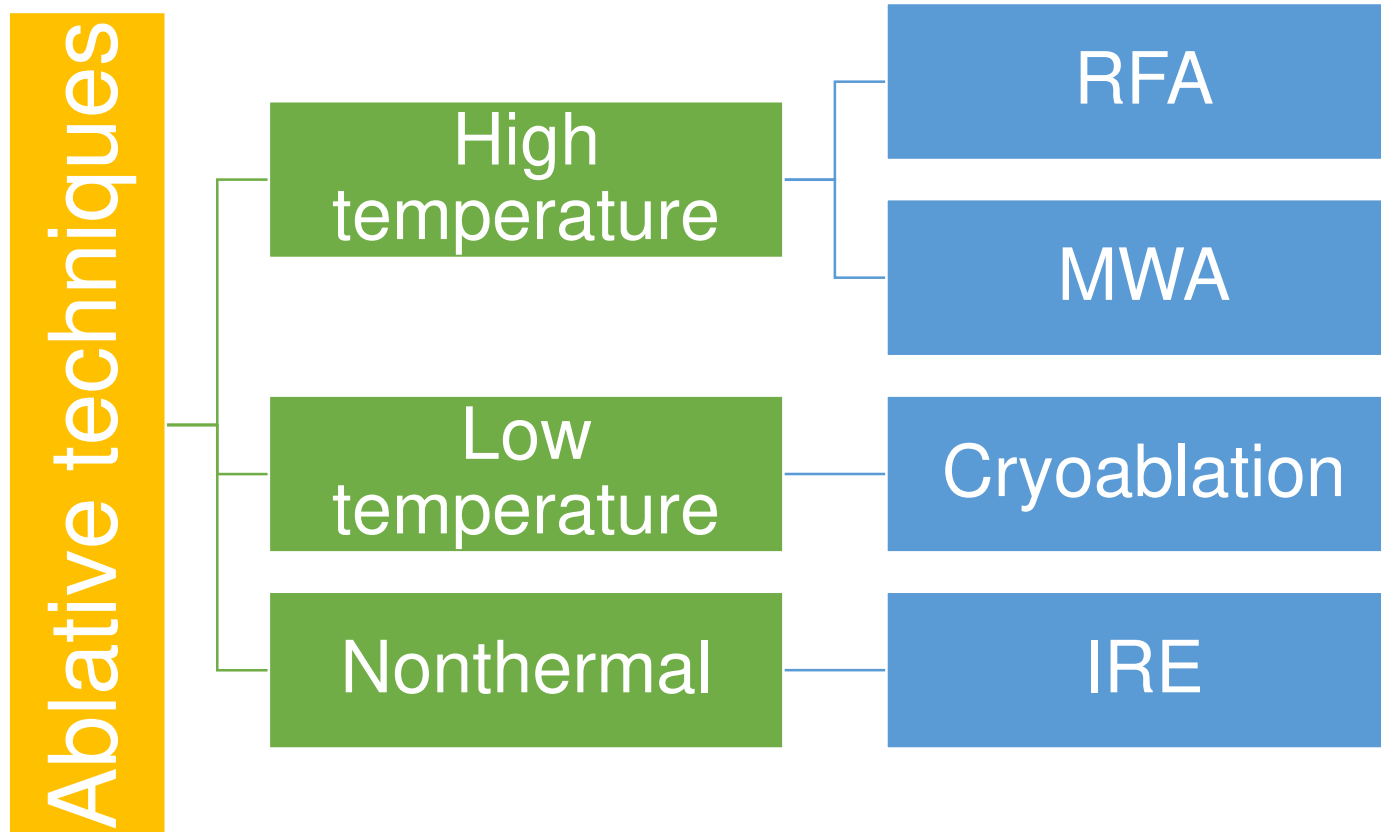 Ablative techniques
High
temperature
RFA
MWA
Low
temperature
Cryoablation
Nonthermal
IRE